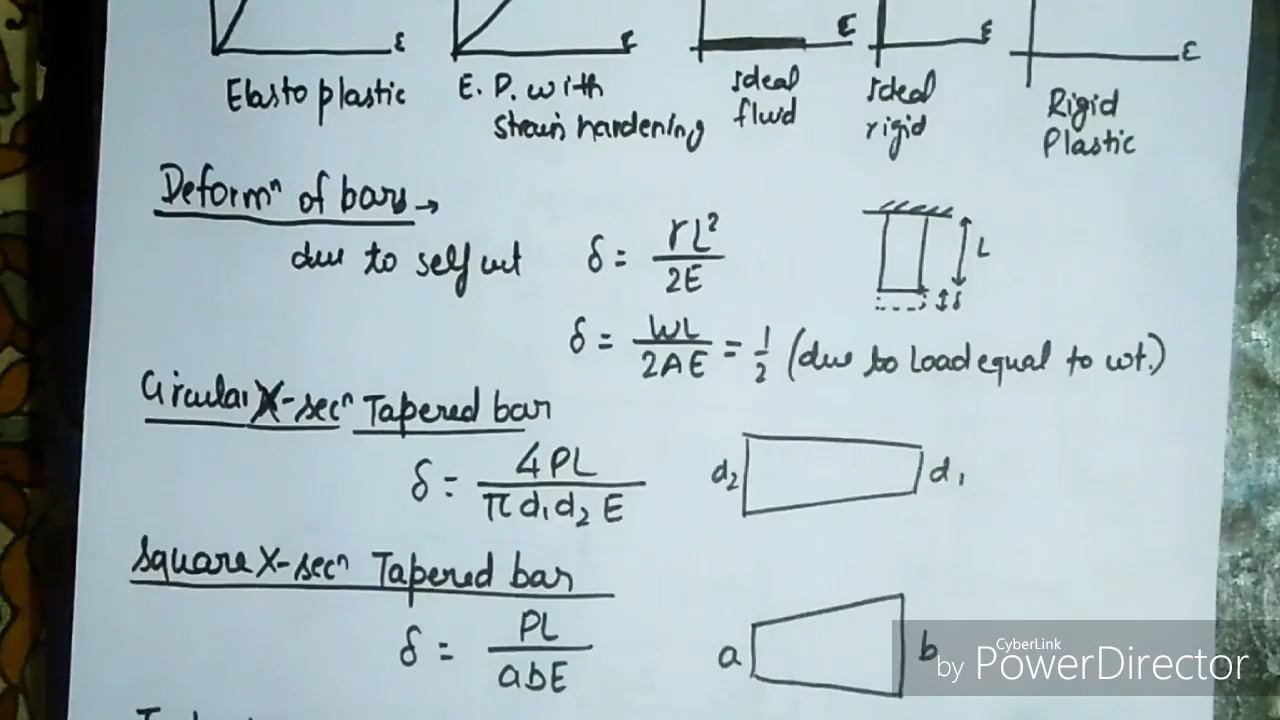 ε ε ε ε ε
Elasto plastic E. P. with Ideal Ideal Rigid
strain hardening fluid rigid Plastic
Deformⁿ of bars →
due to self wt δ = γL²/2E L
δ
δ = WL/2AE = 1/2 (due to Load equal to wt.)
Circular X-secⁿ Tapered bar
δ = 4PL/πd₁d₂E d₂ d₁
Square X-secⁿ Tapered bar
δ = PL/abE a b
CyberLink
by PowerDirector